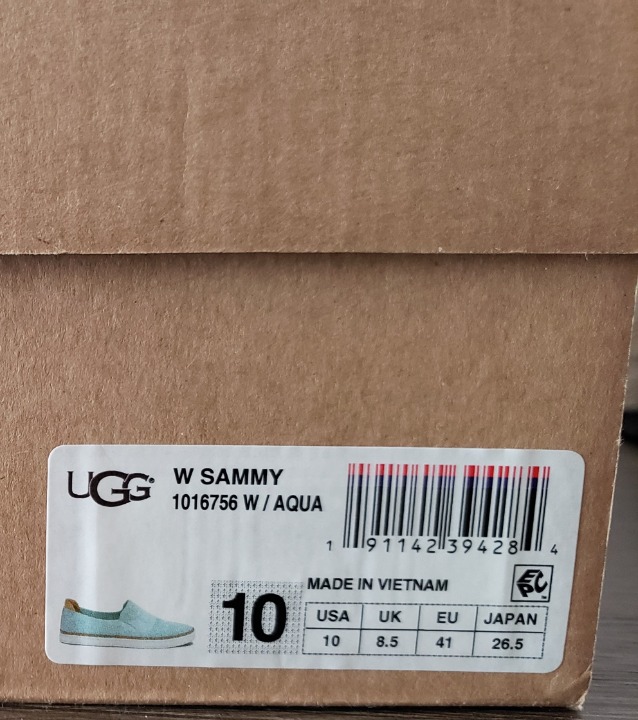 UGG®
W SAMMY
1016756 W / AQUA
1 91142 39428 4
MADE IN VIETNAM
EPC™
10
USA UK EU JAPAN
10 8.5 41 26.5